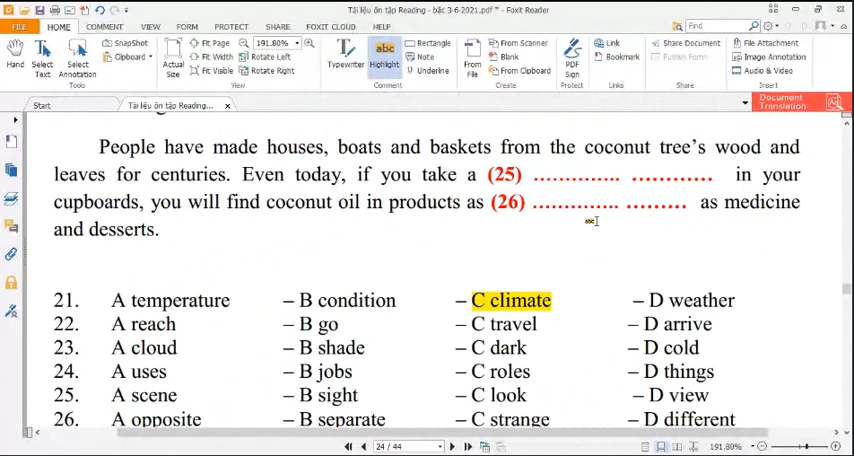 Tài liệu ôn tập Reading - bậc 3-6-2021.pdf * - Foxit Reader
FILE HOME COMMENT VIEW FORM PROTECT SHARE FOXIT CLOUD HELP Find
Hand Select Text Select Annotation SnapShot Clipboard Actual Size Fit Page Fit Width Fit Visible 191.80% Rotate Left Rotate Right Typewriter abc Highlight Rectangle Note Underline From File From Scanner Blank From Clipboard PDF Sign Link Bookmark Share Document Publish Form File Attachment Image Annotation Audio & Video
Tools View Comment Create Protect Links Share Insert
Start Tài liệu ôn tập Reading... Document Translation
People have made houses, boats and baskets from the coconut tree's wood and
leaves for centuries. Even today, if you take a (25) ………….. ………… in your
cupboards, you will find coconut oil in products as (26) ………….. ……… as medicine
and desserts.
21. A temperature – B condition – C climate – D weather
22. A reach – B go – C travel – D arrive
23. A cloud – B shade – C dark – D cold
24. A uses – B jobs – C roles – D things
25. A scene – B sight – C look – D view
26. A opposite – B separate – C strange – D different
24 / 44 191.80%